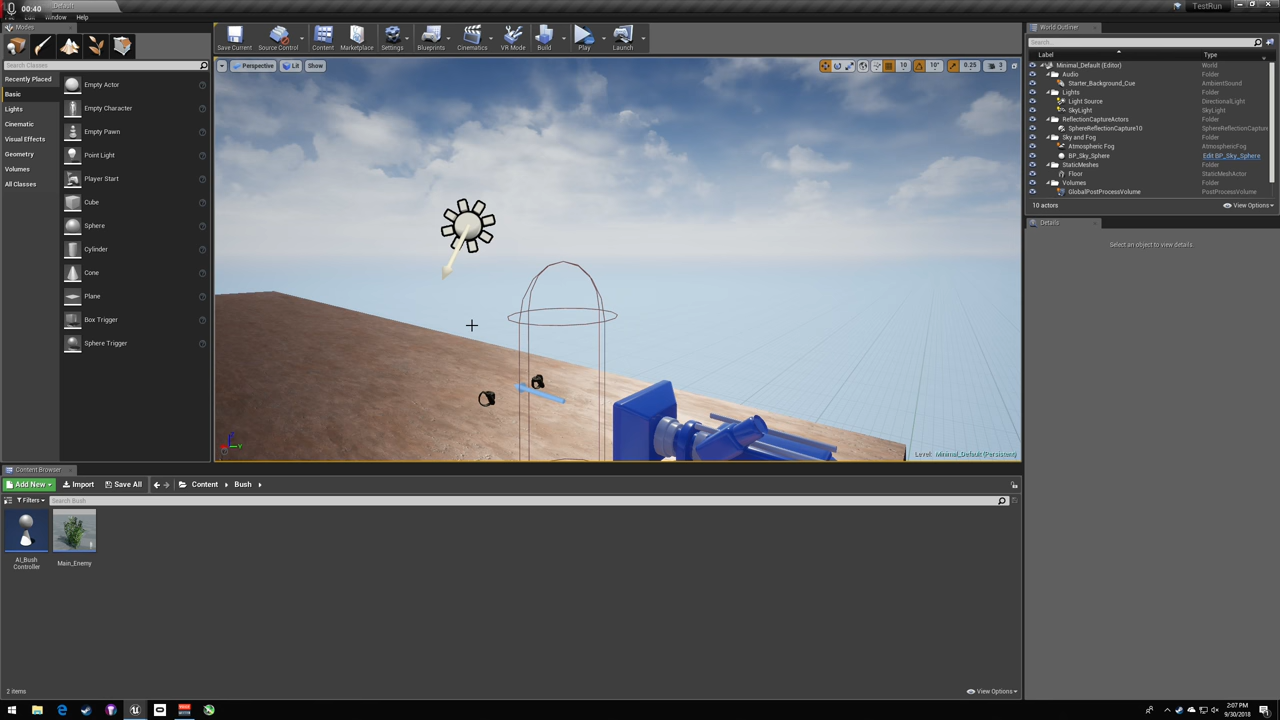 00:40
Default
TestRun
Edit Window Help
Modes
Search Classes
Recently Placed
Basic
Lights
Cinematic
Visual Effects
Geometry
Volumes
All Classes
Empty Actor
Empty Character
Empty Pawn
Point Light
Player Start
Cube
Sphere
Cylinder
Cone
Plane
Box Trigger
Sphere Trigger
Save Current
Source Control
Content
Marketplace
Settings
Blueprints
Cinematics
VR Mode
Build
Play
Launch
Perspective Lit Show
10 10° 0.25 3
Level: Minimal_Default (Persistent)
World Outliner
Search...
Label Type
Minimal_Default (Editor) World
Audio Folder
Starter_Background_Cue AmbientSound
Lights Folder
Light Source DirectionalLight
SkyLight SkyLight
ReflectionCaptureActors Folder
SphereReflectionCapture10 SphereReflectionCaptu
Sky and Fog Folder
Atmospheric Fog AtmosphericFog
BP_Sky_Sphere Edit BP_Sky_Sphere
StaticMeshes Folder
Floor StaticMeshActor
Volumes Folder
GlobalPostProcessVolume PostProcessVolume
10 actors View Options
Details
Select an object to view details.
Content Browser
Add New Import Save All Content Bush
Filters Search Bush
AI_Bush
Controller
Main_Enemy
2 items View Options
2:07 PM
9/30/2018